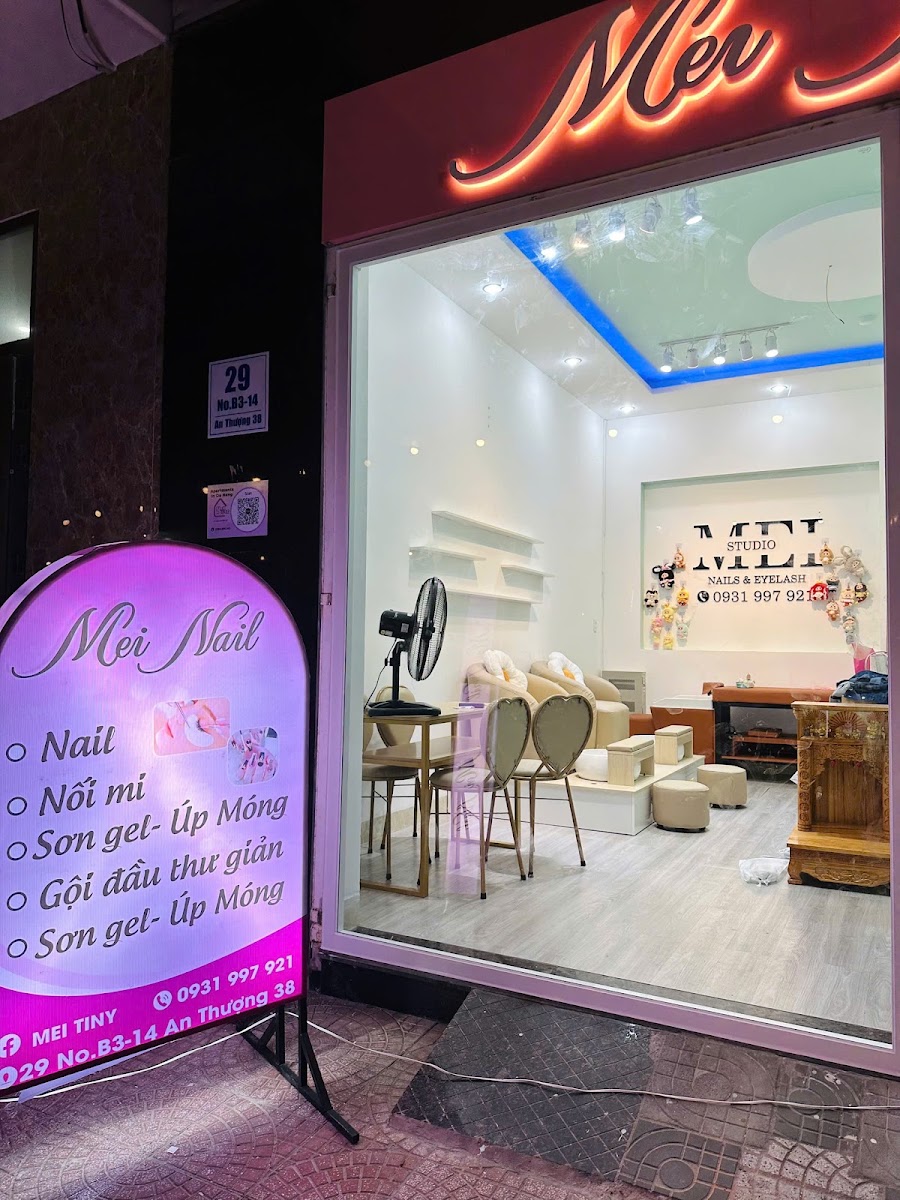 Mei
29
No.B3-14
An Thượng 38
MEI
STUDIO
NAILS & EYELASH
0931 997 921
Mei Nail
Nail
Nối mi
Sơn gel- Úp Móng
Gội đầu thư giản
Sơn gel- Úp Móng
0931 997 921
MEI TINY
29 No.B3-14 An Thượng 38